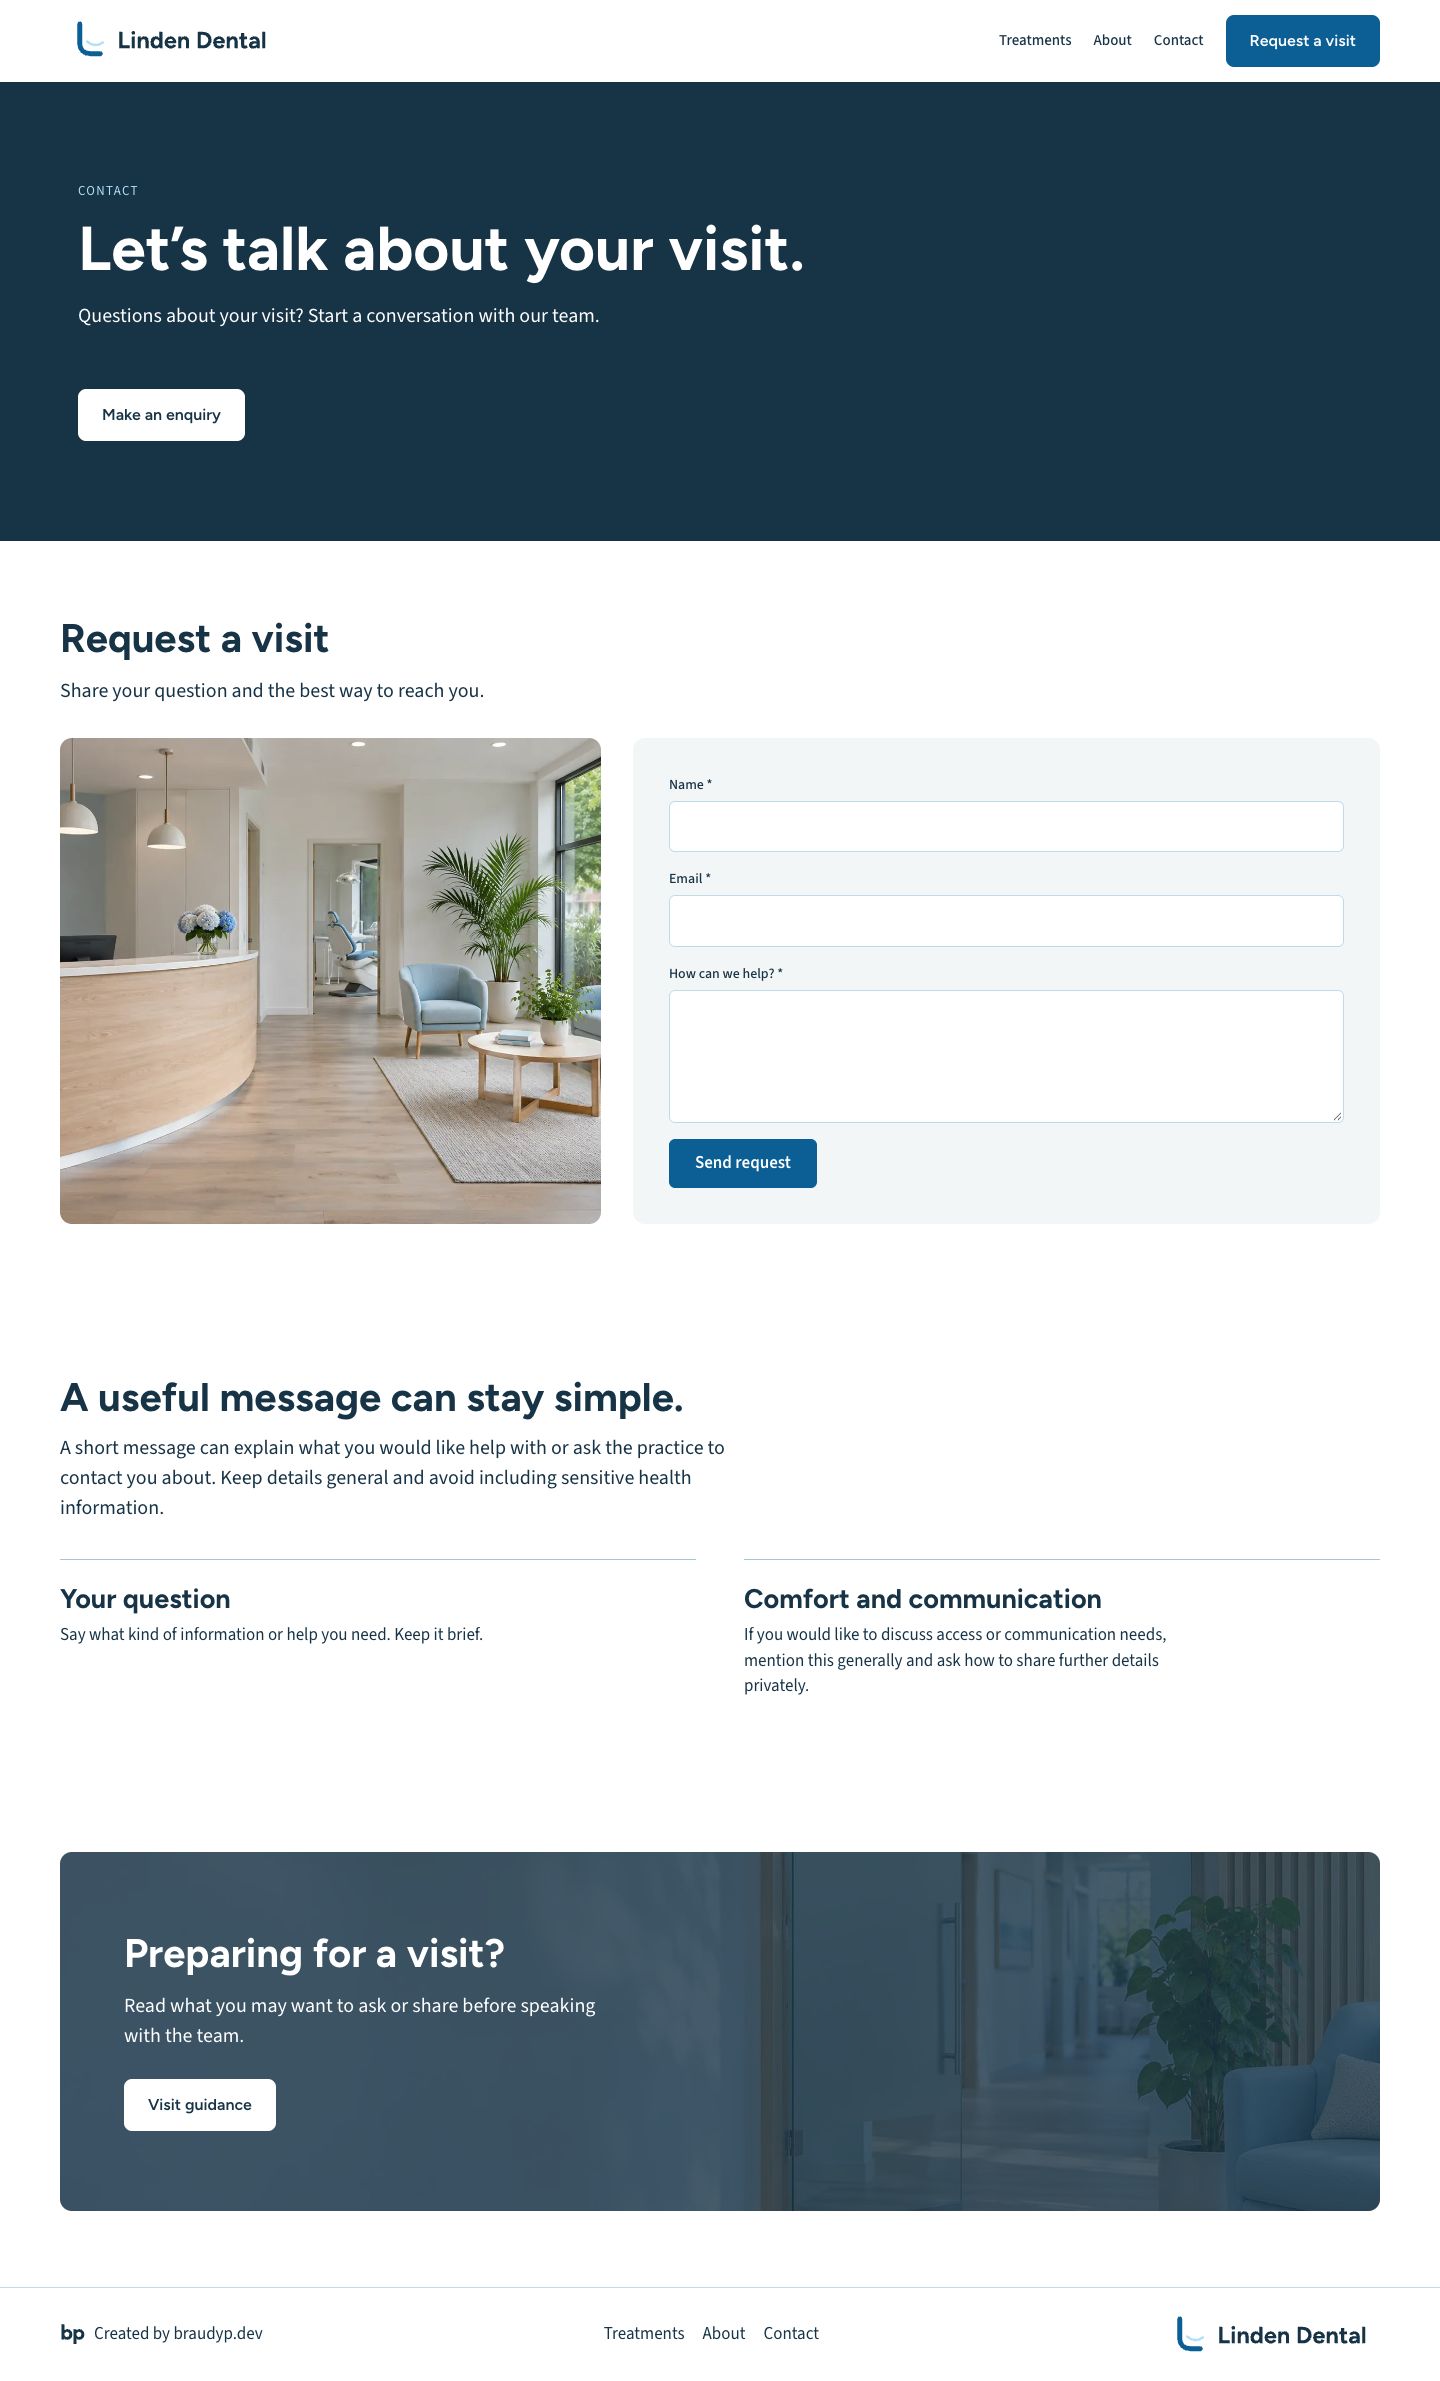 Linden Dental
Treatments About Contact Request a visit
CONTACT
Let’s talk about your visit.
Questions about your visit? Start a conversation with our team.
Make an enquiry
Request a visit
Share your question and the best way to reach you.
Name *
Email *
How can we help? *
Send request
A useful message can stay simple.
A short message can explain what you would like help with or ask the practice to
contact you about. Keep details general and avoid including sensitive health
information.
Your question
Say what kind of information or help you need. Keep it brief.
Comfort and communication
If you would like to discuss access or communication needs,
mention this generally and ask how to share further details
privately.
Preparing for a visit?
Read what you may want to ask or share before speaking
with the team.
Visit guidance
bp Created by braudyp.dev
Treatments About Contact
Linden Dental